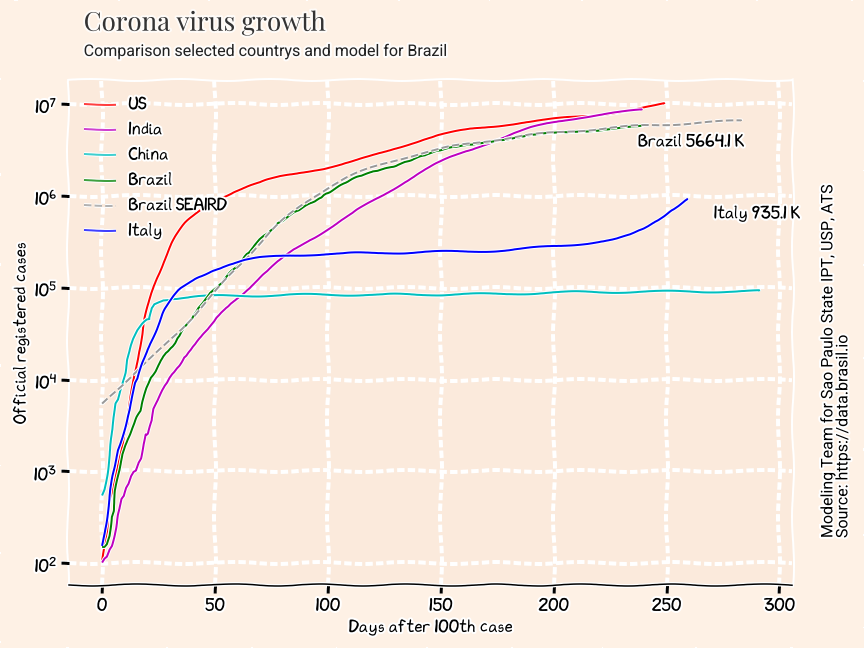 Corona virus growth
Comparison selected countrys and model for Brazil
US
India
China
Brazil
Brazil SEAIRD
Italy
10⁷
10⁶
10⁵
10⁴
10³
10²
Official registered cases
Brazil 5664.1 K
Italy 935.1 K
0 50 100 150 200 250 300
Days after 100th case
Modeling Team for Sao Paulo State IPT, USP, ATS
Source: https://data.brasil.io